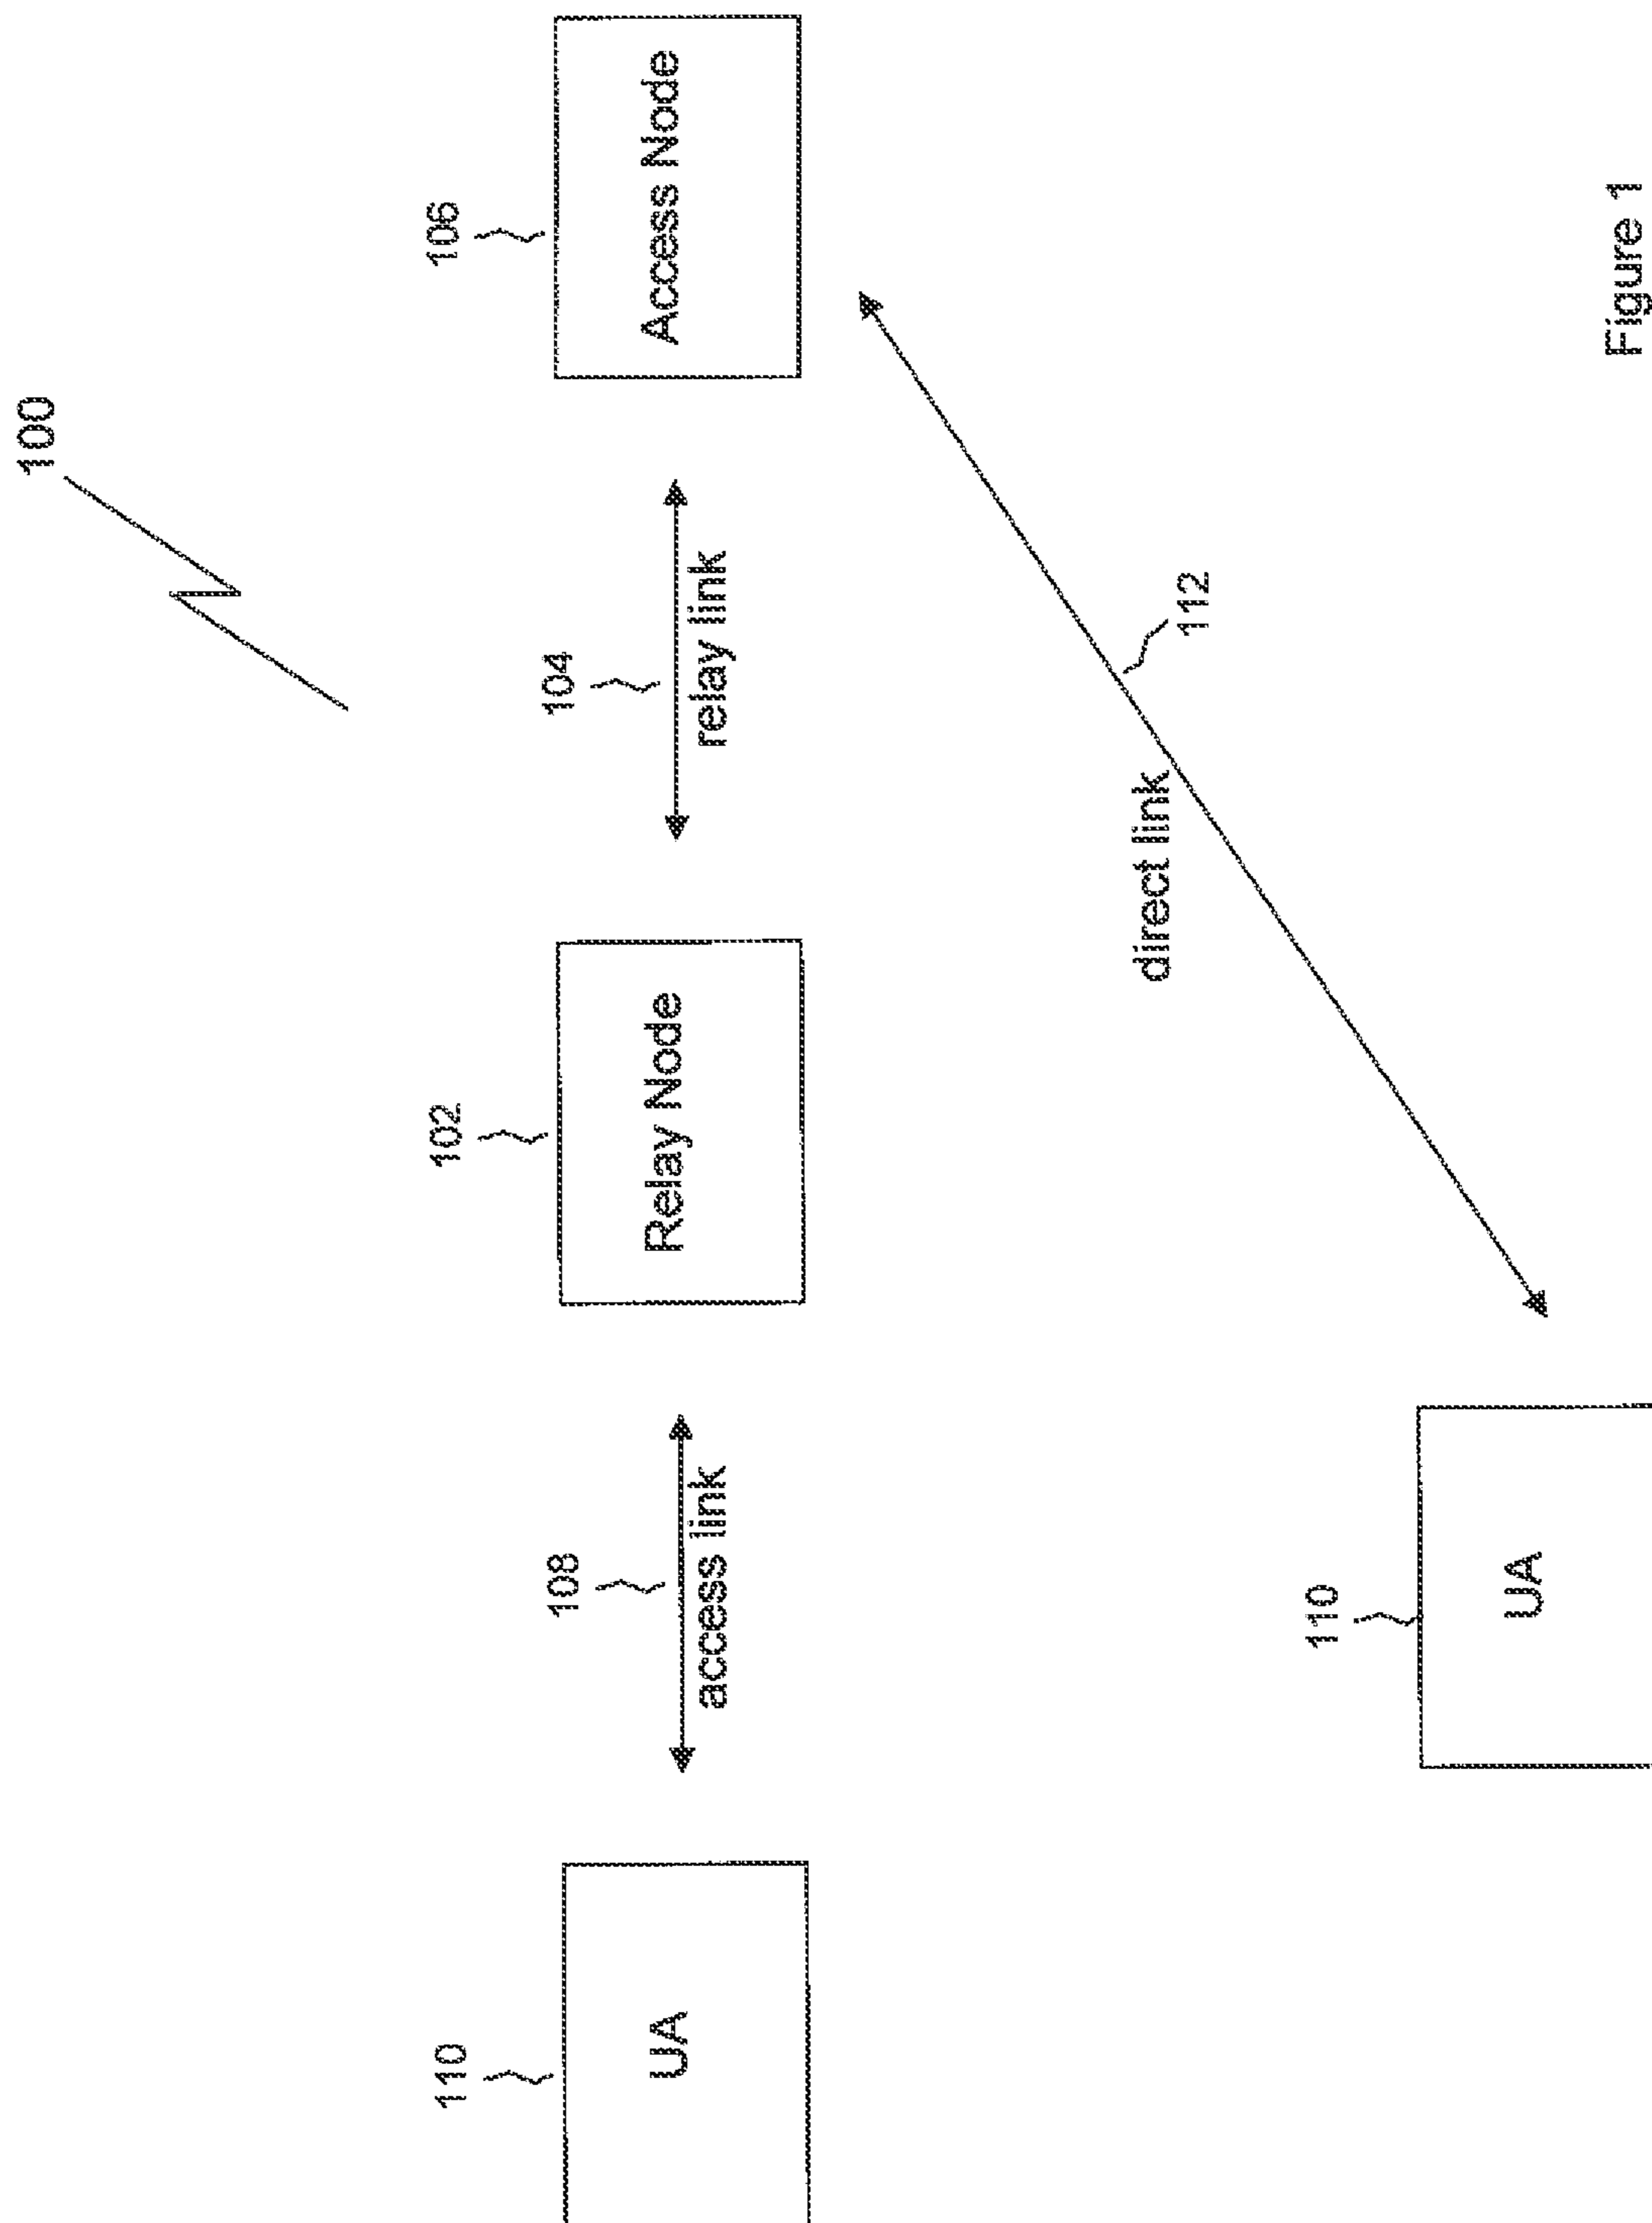 100
110
UA
108
access link
102
Relay Node
104
relay link
106
Access Node
direct link
112
110
UA
Figure 1